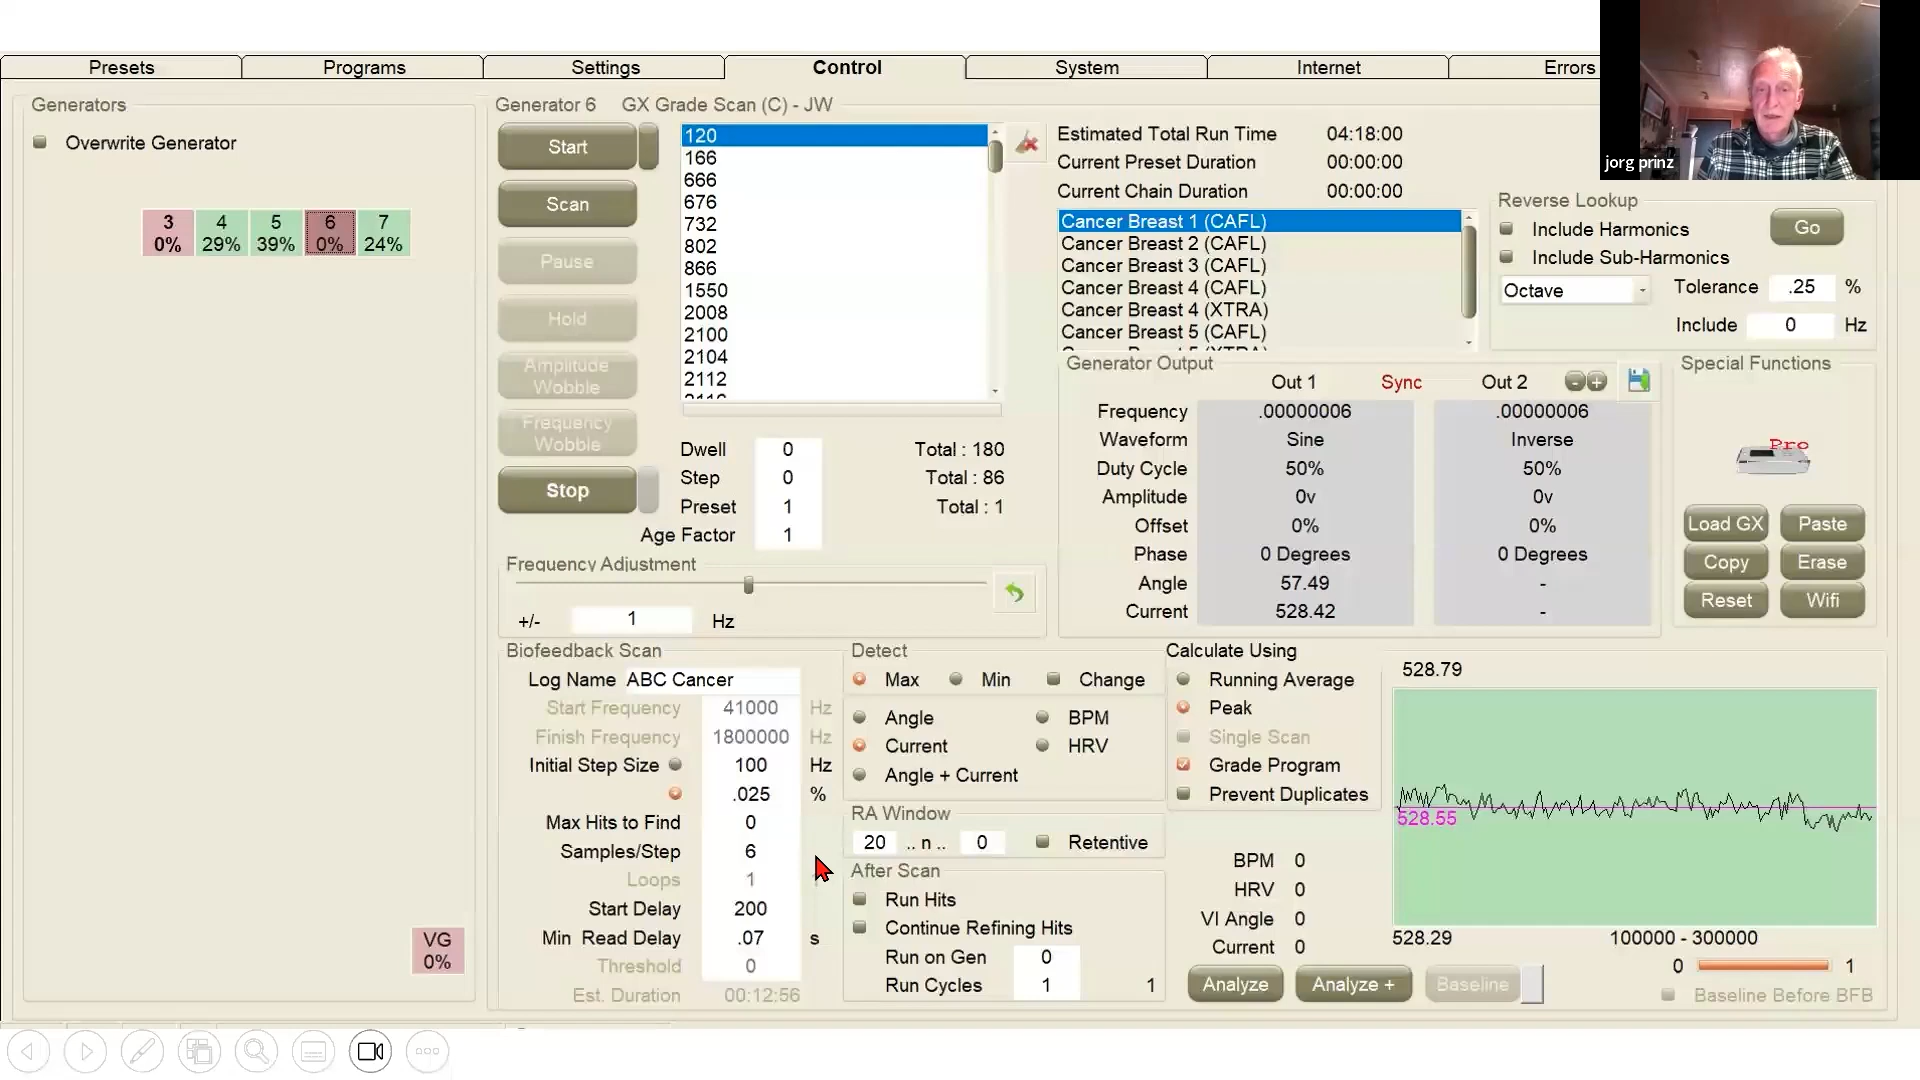 Presets Programs Settings Control System Internet Errors
jorg prinz
Generators
Overwrite Generator
3 4 5 6 7
0% 29% 39% 0% 24%
VG
0%
Generator 6 GX Grade Scan (C) - JW
Start
Scan
Pause
Hold
Amplitude
Wobble
Frequency
Wobble
Stop
120
166
666
676
732
802
866
1550
2008
2100
2104
2112
2116
Dwell 0 Total : 180
Step 0 Total : 86
Preset 1 Total : 1
Age Factor 1
Frequency Adjustment
+/- 1 Hz
Estimated Total Run Time 04:18:00
Current Preset Duration 00:00:00
Current Chain Duration 00:00:00
Cancer Breast 1 (CAFL)
Cancer Breast 2 (CAFL)
Cancer Breast 3 (CAFL)
Cancer Breast 4 (CAFL)
Cancer Breast 4 (XTRA)
Cancer Breast 5 (CAFL)
Cancer Breast 5 (XTRA)
Reverse Lookup
Include Harmonics Go
Include Sub-Harmonics
Octave Tolerance .25 %
Include 0 Hz
Generator Output
Out 1 Sync Out 2 - +
Frequency .00000006 .00000006
Waveform Sine Inverse
Duty Cycle 50% 50%
Amplitude 0v 0v
Offset 0% 0%
Phase 0 Degrees 0 Degrees
Angle 57.49 -
Current 528.42 -
Special Functions
Pro
Load GX Paste
Copy Erase
Reset Wifi
Biofeedback Scan
Log Name ABC Cancer
Start Frequency 41000 Hz
Finish Frequency 1800000 Hz
Initial Step Size 100 Hz
.025 %
Max Hits to Find 0
Samples/Step 6
Loops 1
Start Delay 200
Min Read Delay .07 s
Threshold 0
Est. Duration 00:12:56
Detect
Max Min Change
Angle BPM
Current HRV
Angle + Current
RA Window
20 .. n .. 0 Retentive
After Scan
Run Hits
Continue Refining Hits
Run on Gen 0
Run Cycles 1 1
Calculate Using
Running Average
Peak
Single Scan
Grade Program
Prevent Duplicates
BPM 0
HRV 0
VI Angle 0
Current 0
Analyze Analyze + Baseline
528.79
528.55
528.29 100000 - 300000
0 1
Baseline Before BFB